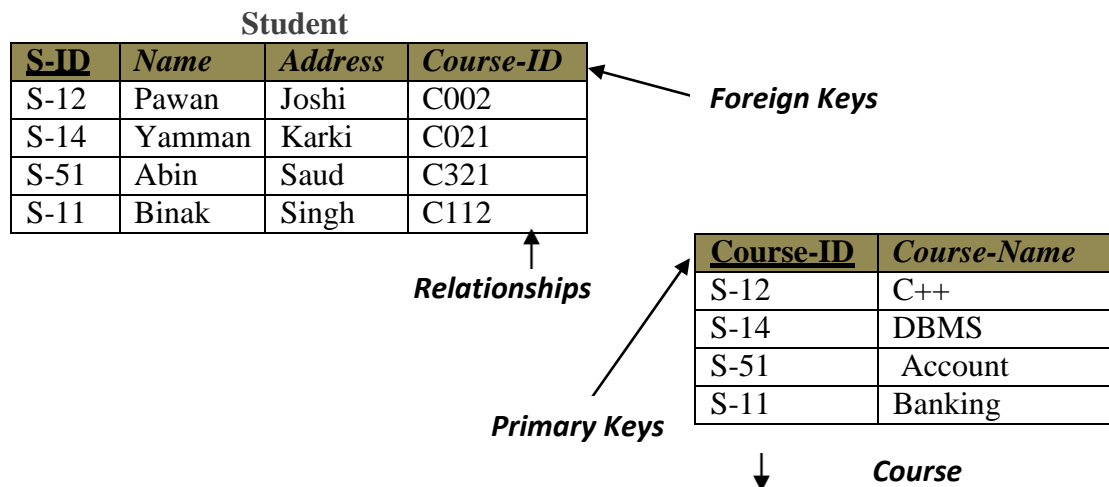 Student
S-ID Name Address Course-ID
S-12 Pawan Joshi C002
S-14 Yamman Karki C021
S-51 Abin Saud C321
S-11 Binak Singh C112
Foreign Keys
Relationships
Course-ID Course-Name
S-12 C++
S-14 DBMS
S-51 Account
S-11 Banking
Primary Keys
Course